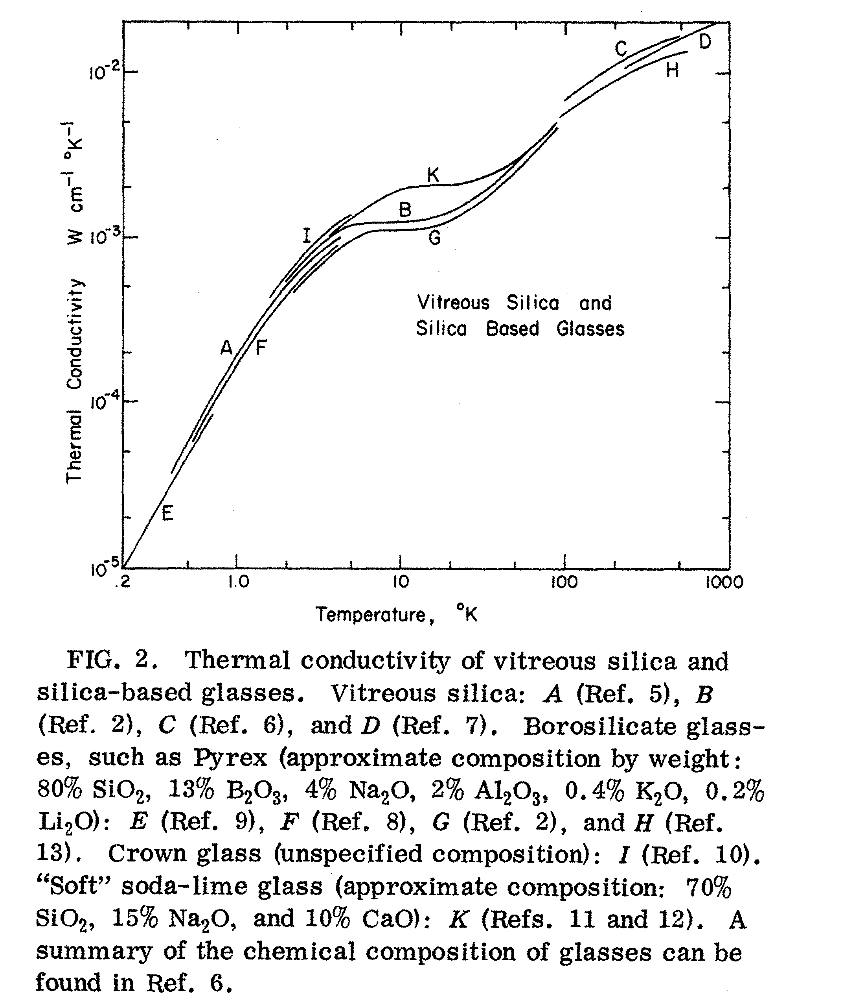 C
D
H
10⁻²
K
B
I
G
10⁻³
Thermal Conductivity W cm⁻¹ °K⁻¹
Vitreous Silica and
Silica Based Glasses
A
F
10⁻⁴
E
10⁻⁵
.2 1.0 10 100 1000
Temperature, °K
FIG. 2. Thermal conductivity of vitreous silica and
silica-based glasses. Vitreous silica: A (Ref. 5), B
(Ref. 2), C (Ref. 6), and D (Ref. 7). Borosilicate glass-
es, such as Pyrex (approximate composition by weight:
80% SiO₂, 13% B₂O₃, 4% Na₂O, 2% Al₂O₃, 0.4% K₂O, 0.2%
Li₂O): E (Ref. 9), F (Ref. 8), G (Ref. 2), and H (Ref.
13). Crown glass (unspecified composition): I (Ref. 10).
“Soft” soda-lime glass (approximate composition: 70%
SiO₂, 15% Na₂O, and 10% CaO): K (Refs. 11 and 12). A
summary of the chemical composition of glasses can be
found in Ref. 6.